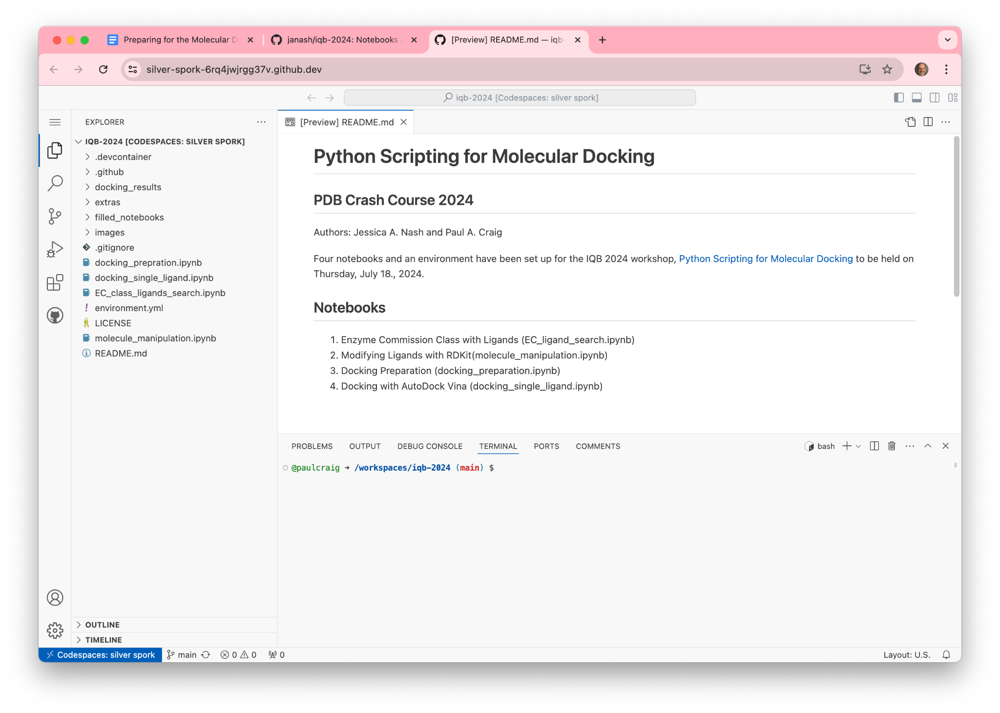 Preparing for the Molecular D
janash/iqb-2024: Notebooks
[Preview] README.md — iqb-
silver-spork-6rq4jwjrgg37v.github.dev
iqb-2024 [Codespaces: silver spork]
EXPLORER
[Preview] README.md
IQB-2024 [CODESPACES: SILVER SPORK]
.devcontainer
.github
docking_results
extras
filled_notebooks
images
.gitignore
docking_prepration.ipynb
docking_single_ligand.ipynb
EC_class_ligands_search.ipynb
environment.yml
LICENSE
molecule_manipulation.ipynb
README.md
OUTLINE
TIMELINE
Python Scripting for Molecular Docking
PDB Crash Course 2024
Authors: Jessica A. Nash and Paul A. Craig
Four notebooks and an environment have been set up for the IQB 2024 workshop, Python Scripting for Molecular Docking to be held on
Thursday, July 18., 2024.
Notebooks
1. Enzyme Commission Class with Ligands (EC_ligand_search.ipynb)
2. Modifying Ligands with RDKit(molecule_manipulation.ipynb)
3. Docking Preparation (docking_preparation.ipynb)
4. Docking with AutoDock Vina (docking_single_ligand.ipynb)
PROBLEMS OUTPUT DEBUG CONSOLE TERMINAL PORTS COMMENTS bash
@paulcraig ➜ /workspaces/iqb-2024 (main) $
Codespaces: silver spork main 0 0 0 Layout: U.S.